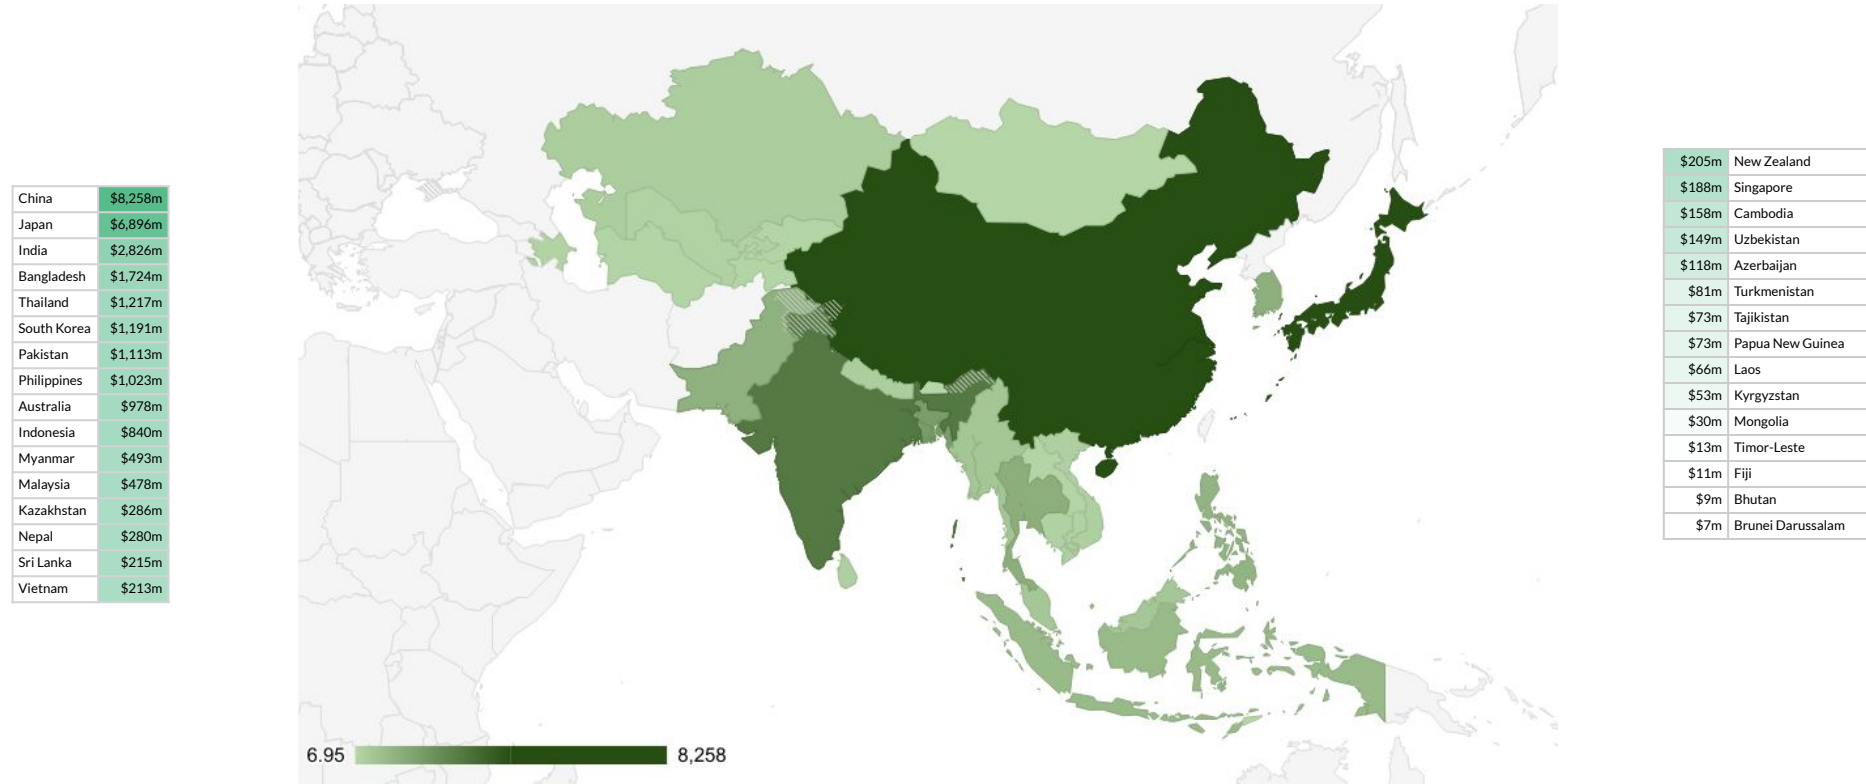 China $8,258m
Japan $6,896m
India $2,826m
Bangladesh $1,724m
Thailand $1,217m
South Korea $1,191m
Pakistan $1,113m
Philippines $1,023m
Australia $978m
Indonesia $840m
Myanmar $493m
Malaysia $478m
Kazakhstan $286m
Nepal $280m
Sri Lanka $215m
Vietnam $213m
6.95 8,258
$205m New Zealand
$188m Singapore
$158m Cambodia
$149m Uzbekistan
$118m Azerbaijan
$81m Turkmenistan
$73m Tajikistan
$73m Papua New Guinea
$66m Laos
$53m Kyrgyzstan
$30m Mongolia
$13m Timor-Leste
$11m Fiji
$9m Bhutan
$7m Brunei Darussalam